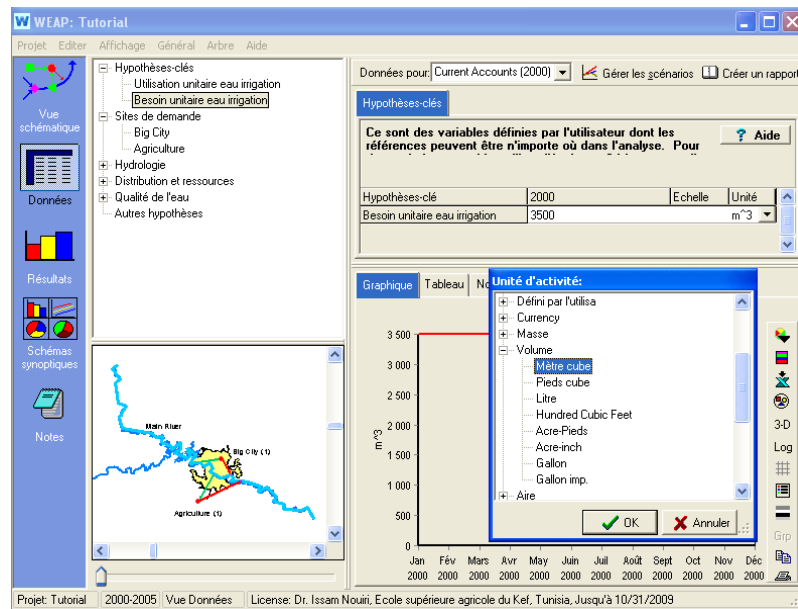 WEAP: Tutorial
Projet Editer Affichage Général Arbre Aide
Vue
schématique
Données
Résultats
Schémas
synoptiques
Notes
Hypothèses-clés
Utilisation unitaire eau irrigation
Besoin unitaire eau irrigation
Sites de demande
Big City
Agriculture
Hydrologie
Distribution et ressources
Qualité de l'eau
Autres hypothèses
Main River
Big City (1)
Agriculture (1)
Données pour: Current Accounts (2000) Gérer les scénarios Créer un rapport
Hypothèses-clés
Ce sont des variables définies par l'utilisateur dont les
références peuvent être n'importe où dans l'analyse. Pour
? Aide
Hypothèse-clé 2000 Echelle Unité
Besoin unitaire eau irrigation 3500 m^3
Graphique Tableau
Unité d'activité:
Défini par l'utilisa
Currency
Masse
Volume
Mètre cube
Pieds cube
Litre
Hundred Cubic Feet
Acre-Pieds
Acre-inch
Gallon
Gallon imp.
Aire
OK Annuler
m^3
3 500
3 000
2 500
2 000
1 500
1 000
500
0
Jan Fév Mars Avr May Juin Juil Août Sept Oct Nov Déc
2000 2000 2000 2000 2000 2000 2000 2000 2000 2000 2000 2000
3-D
Log
Grp
Projet: Tutorial 2000-2005 Vue Données License: Dr. Issam Nouiri, Ecole supérieure agricole du Kef, Tunisia, Jusqu'à 10/31/2009